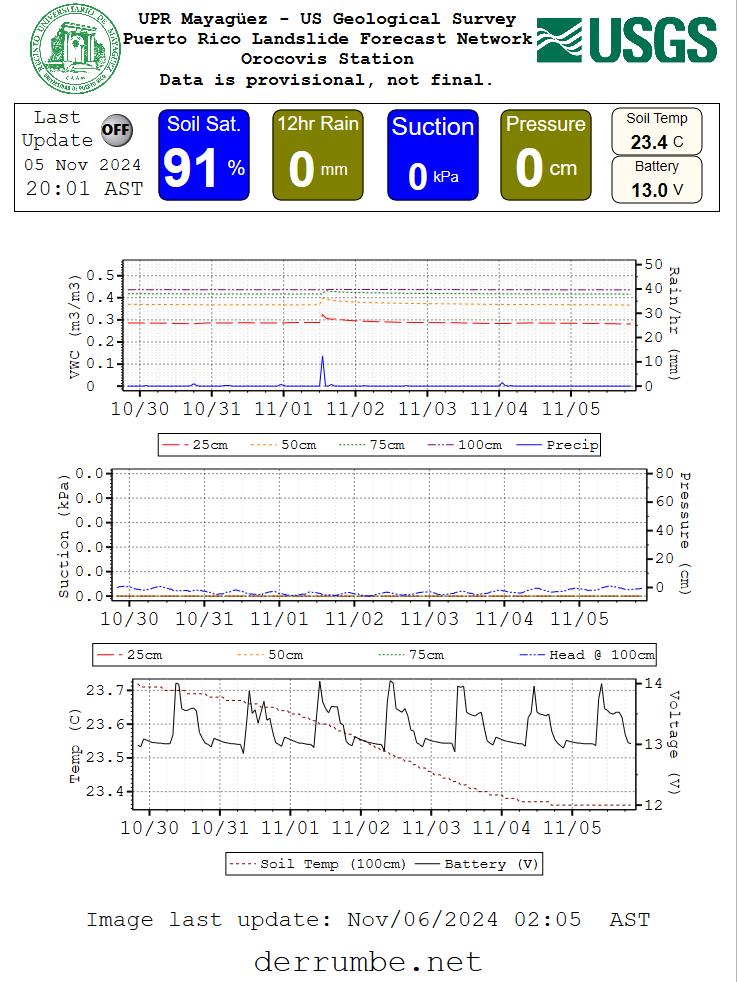 UPR Mayagüez - US Geological Survey
Puerto Rico Landslide Forecast Network
Orocovis Station
Data is provisional, not final.
USGS
Last
Update
OFF
05 Nov 2024
20:01 AST
Soil Sat.
91 %
12hr Rain
0 mm
Suction
0 kPa
Pressure
0 cm
Soil Temp
23.4 C
Battery
13.0 V
VWC (m3/m3)
0.5
0.4
0.3
0.2
0.1
0
50
40
30
20
10
0
Rain/hr (mm)
10/30 10/31 11/01 11/02 11/03 11/04 11/05
25cm 50cm 75cm 100cm Precip
Suction (kPa)
0.0
0.0
0.0
0.0
0.0
0.0
80
60
40
20
0
Pressure (cm)
10/30 10/31 11/01 11/02 11/03 11/04 11/05
25cm 50cm 75cm Head @ 100cm
Temp (C)
23.7
23.6
23.5
23.4
14
13
12
Voltage (V)
10/30 10/31 11/01 11/02 11/03 11/04 11/05
Soil Temp (100cm) Battery (V)
Image last update: Nov/06/2024 02:05 AST
derrumbe.net